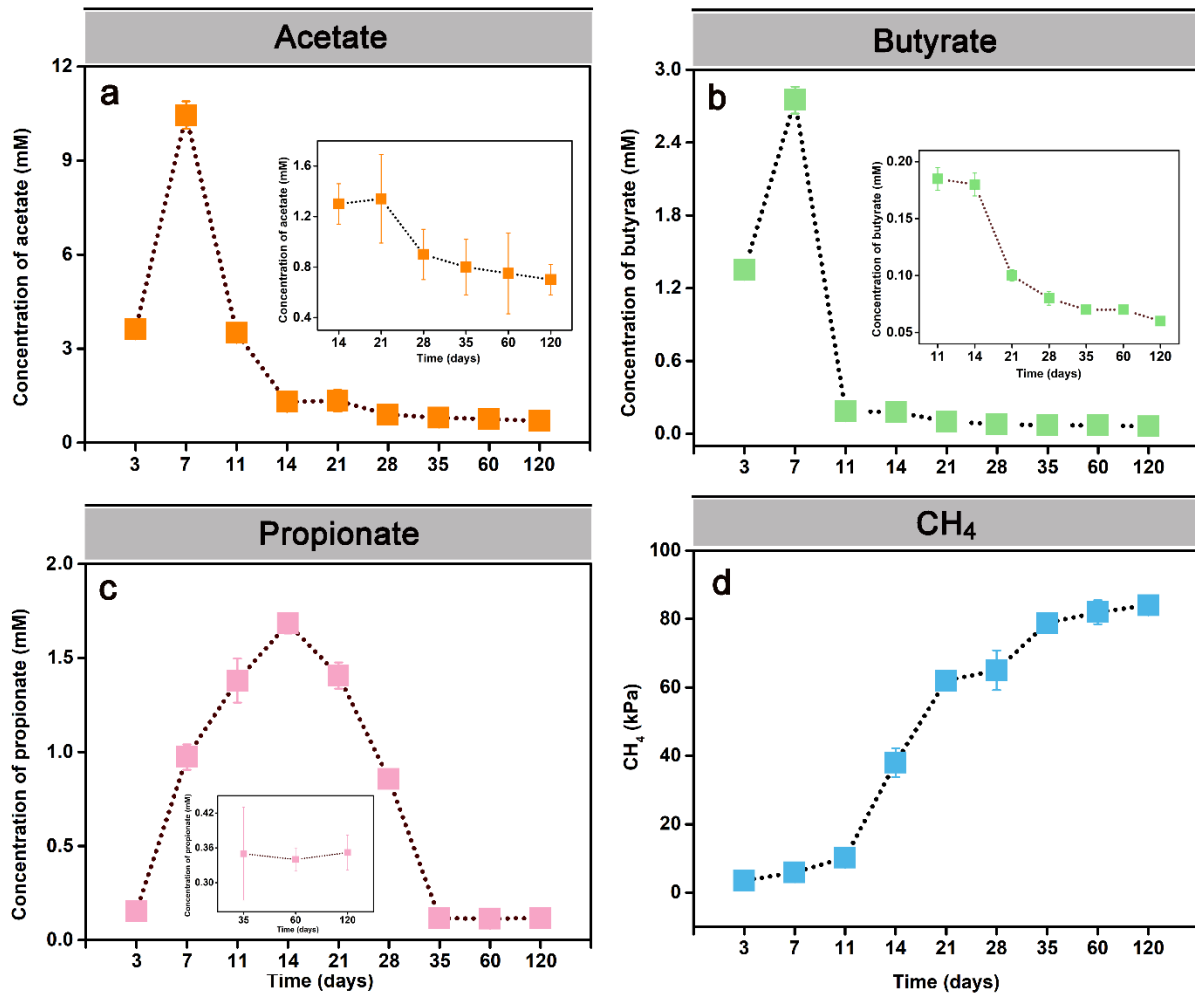 Acetate
a
Concentration of acetate (mM)
12
9
6
3
0
3 7 11 14 21 28 35 60 120
Concentration of acetate (mM)
1.6
1.2
0.8
0.4
14 21 28 35 60 120
Time (days)
Butyrate
b
Concentration of butyrate (mM)
3.0
2.4
1.8
1.2
0.6
0.0
3 7 11 14 21 28 35 60 120
Concentration of butyrate (mM)
0.20
0.15
0.10
0.05
11 14 21 28 35 60 120
Time (days)
Propionate
c
Concentration of propionate (mM)
2.0
1.5
1.0
0.5
0.0
3 7 11 14 21 28 35 60 120
Time (days)
Concentration of propionate (mM)
0.42
0.36
0.30
35 60 120
Time (days)
CH₄
d
CH₄ (kPa)
100
80
60
40
20
0
3 7 11 14 21 28 35 60 120
Time (days)